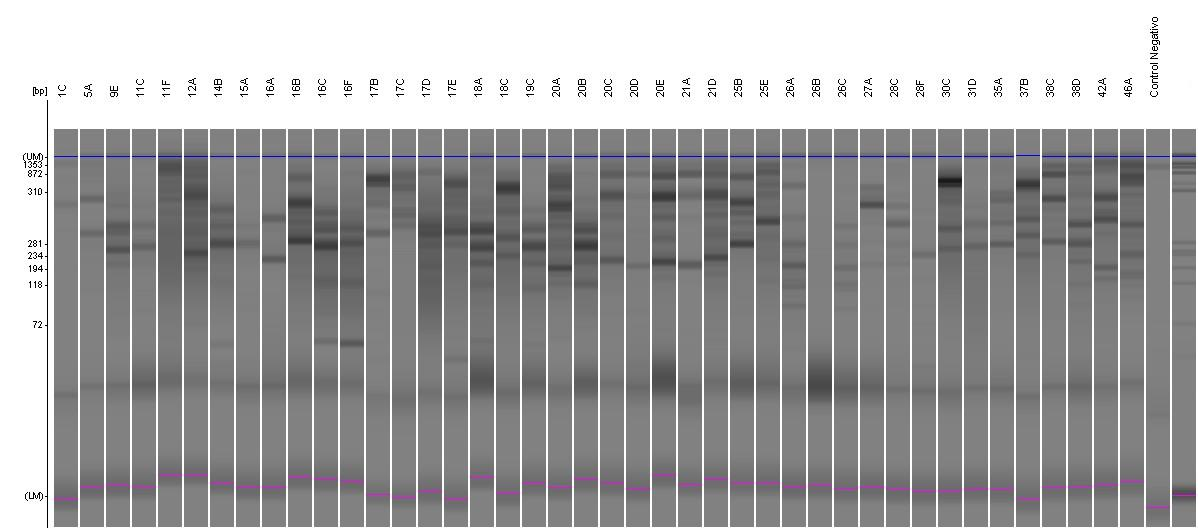 [bp] 1C 5A 9E 11C 11F 12A 14B 15A 16A 16B 16C 16F 17B 17C 17D 17E 18A 18C 19C 20A 20B 20C 20D 20E 21A 21D 25B 25E 26A 26B 26C 27A 28C 28F 30C 31D 35A 37B 38C 38D 42A 46A Control Negativo
(UM)
1353
872
310
281
234
194
118
72
(LM)